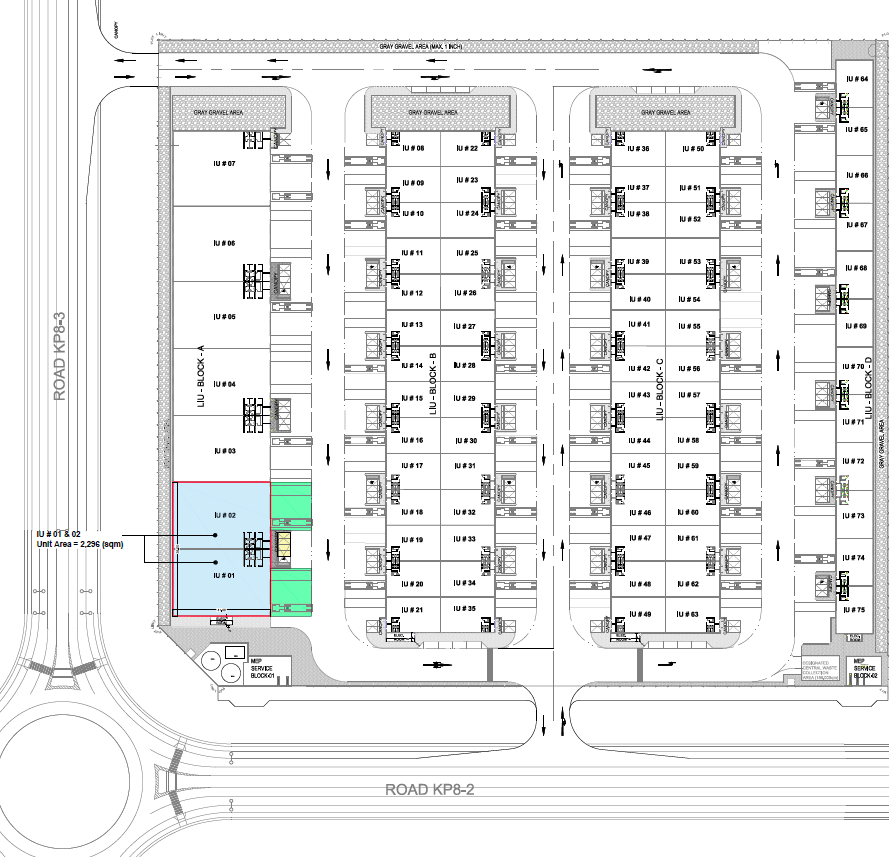 CANOPY
GRAY GRAVEL AREA (MAX. 1 INCH)
GRAY GRAVEL AREA
GRAY GRAVEL AREA
GRAY GRAVEL AREA
IU # 07
IU # 06
IU # 05
IU # 04
IU # 03
IU # 02
IU # 01
LIU - BLOCK - A
IU # 01 & 02
Unit Area = 2,296 (sqm)
ROAD KP8-3
IU # 08
IU # 09
IU # 10
IU # 11
IU # 12
IU # 13
IU # 14
IU # 15
IU # 16
IU # 17
IU # 18
IU # 19
IU # 20
IU # 21
LIU - BLOCK - B
IU # 22
IU # 23
IU # 24
IU # 25
IU # 26
IU # 27
IU # 28
IU # 29
IU # 30
IU # 31
IU # 32
IU # 33
IU # 34
IU # 35
IU # 36
IU # 37
IU # 38
IU # 39
IU # 40
IU # 41
IU # 42
IU # 43
IU # 44
IU # 45
IU # 46
IU # 47
IU # 48
IU # 49
LIU - BLOCK - C
IU # 50
IU # 51
IU # 52
IU # 53
IU # 54
IU # 55
IU # 56
IU # 57
IU # 58
IU # 59
IU # 60
IU # 61
IU # 62
IU # 63
IU # 64
IU # 65
IU # 66
IU # 67
IU # 68
IU # 69
IU # 70
IU # 71
IU # 72
IU # 73
IU # 74
IU # 75
LIU - BLOCK - D
GRAY GRAVEL AREA
ELEC.
ROOM
ELEC.
ROOM
MEP
SERVICE
BLOCK-01
DESIGNATED
CENTRAL WASTE
COLLECTION
MEP
SERVICE
BLOCK-02
ROAD KP8-2